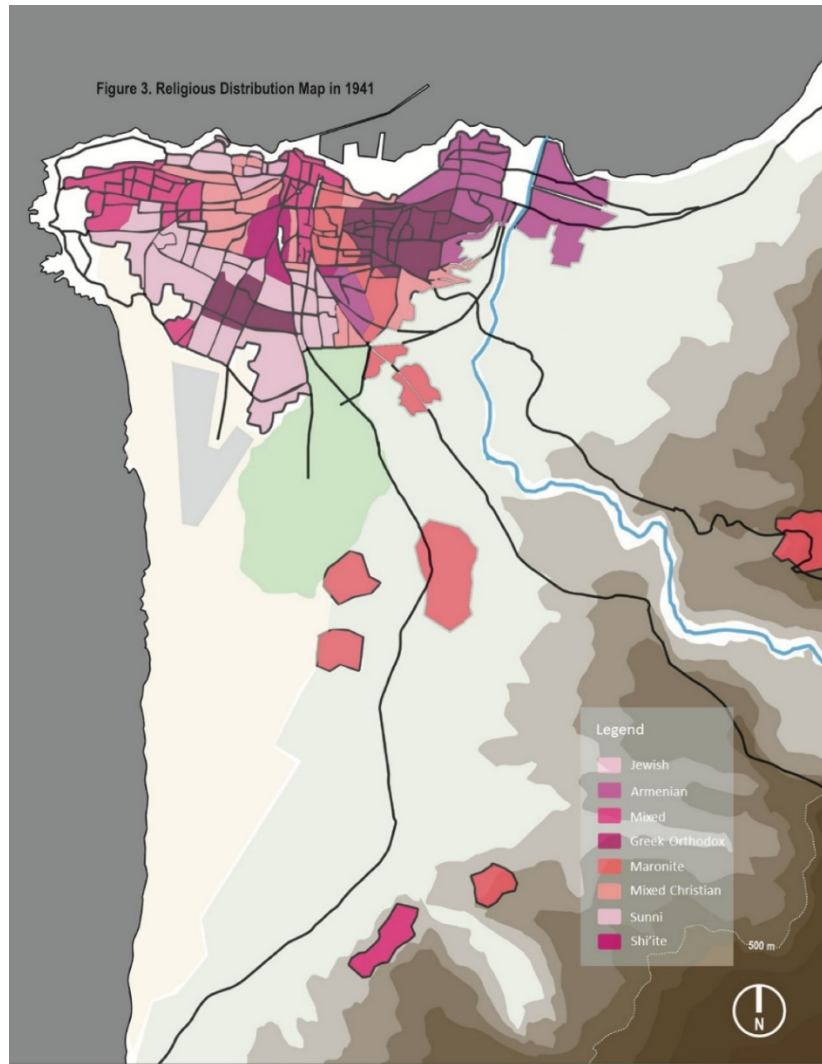 Figure 3. Religious Distribution Map in 1941
Legend
Jewish
Armenian
Mixed
Greek Orthodox
Maronite
Mixed Christian
Sunni
Shi'ite
500 m
N